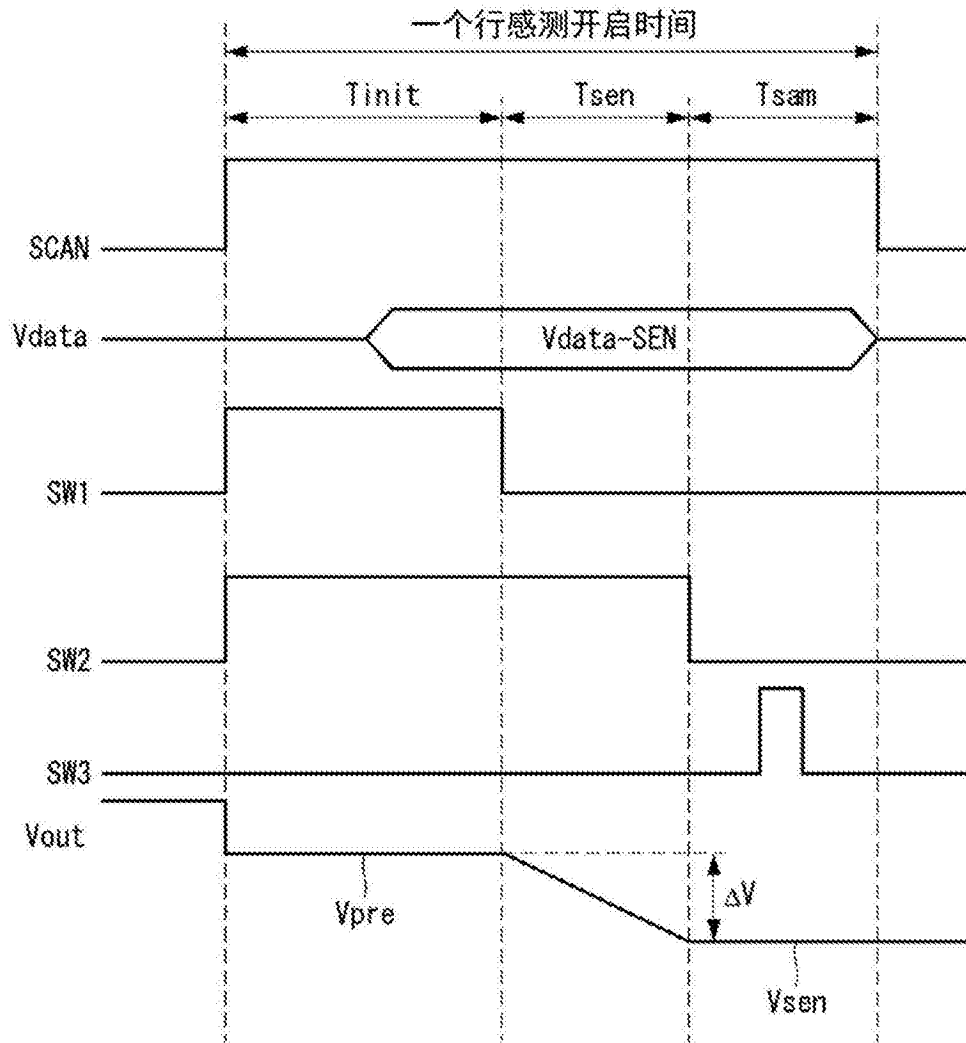 一个行感测开启时间
Tinit Tsen Tsam
SCAN
Vdata Vdata-SEN
SW1
SW2
SW3
Vout
ΔV
Vpre
Vsen